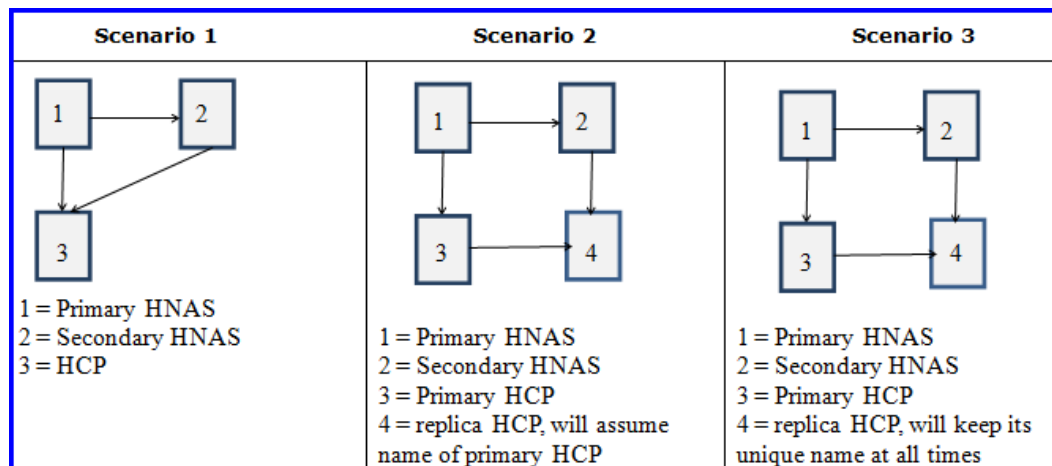 Scenario 1
1
2
3
1 = Primary HNAS
2 = Secondary HNAS
3 = HCP
Scenario 2
1
2
3
4
1 = Primary HNAS
2 = Secondary HNAS
3 = Primary HCP
4 = replica HCP, will assume
name of primary HCP
Scenario 3
1
2
3
4
1 = Primary HNAS
2 = Secondary HNAS
3 = Primary HCP
4 = replica HCP, will keep its
unique name at all times